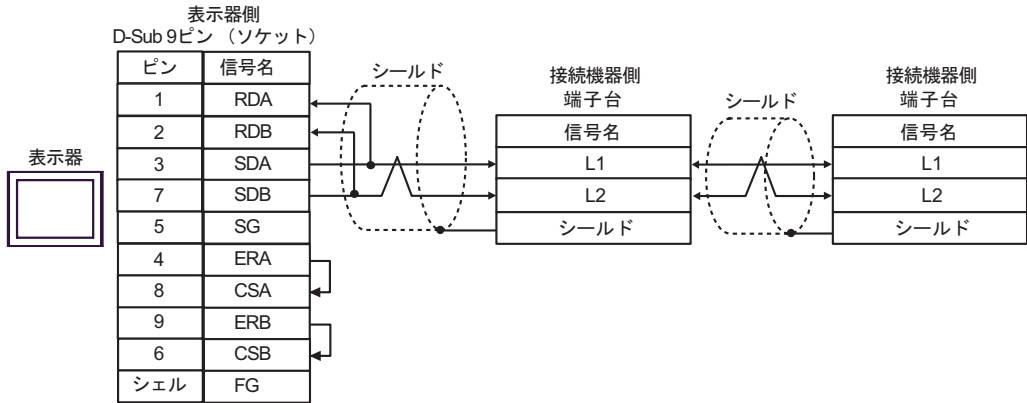 表示器側
D-Sub 9ピン （ソケット）
ピン 信号名
1 RDA
2 RDB
3 SDA
7 SDB
5 SG
4 ERA
8 CSA
9 ERB
6 CSB
シェル FG
表示器
シールド
接続機器側
端子台
信号名
L1
L2
シールド
シールド
接続機器側
端子台
信号名
L1
L2
シールド